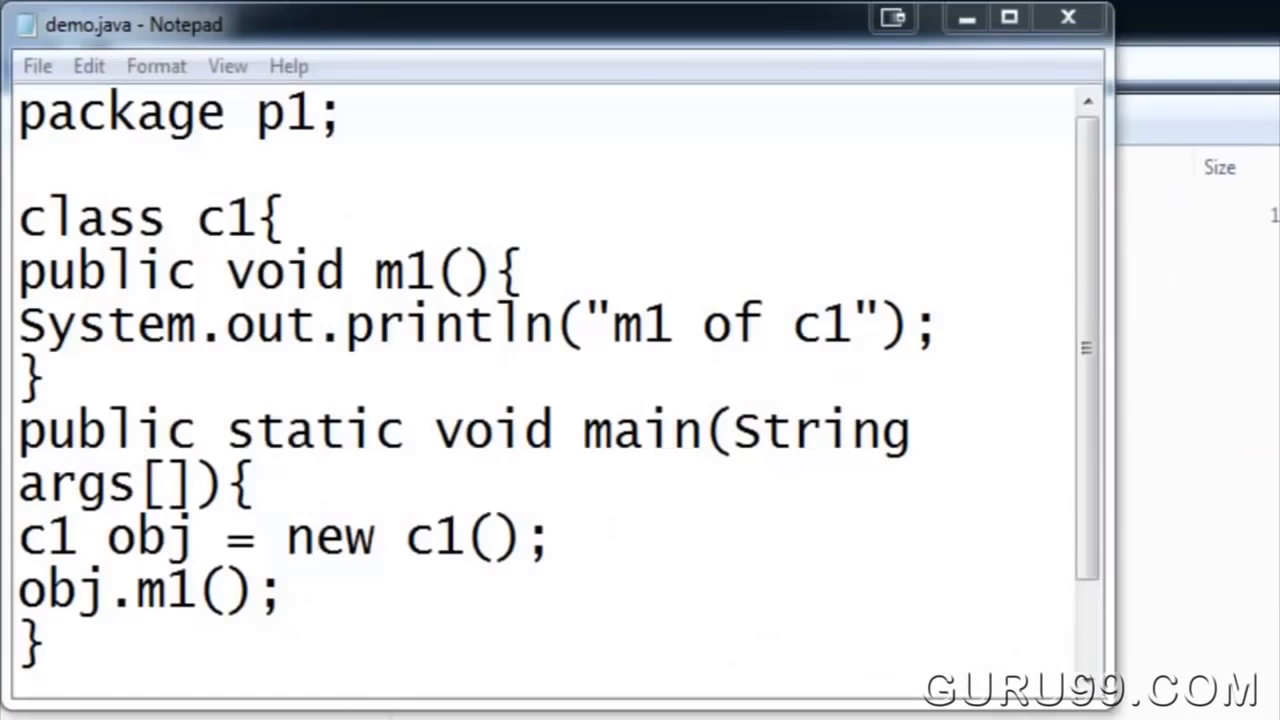 demo.java - Notepad
File Edit Format View Help
package p1;
class c1{
public void m1(){
System.out.println("m1 of c1");
}
public static void main(String
args[]){
c1 obj = new c1();
obj.m1();
}
Size
1
GURU99.COM